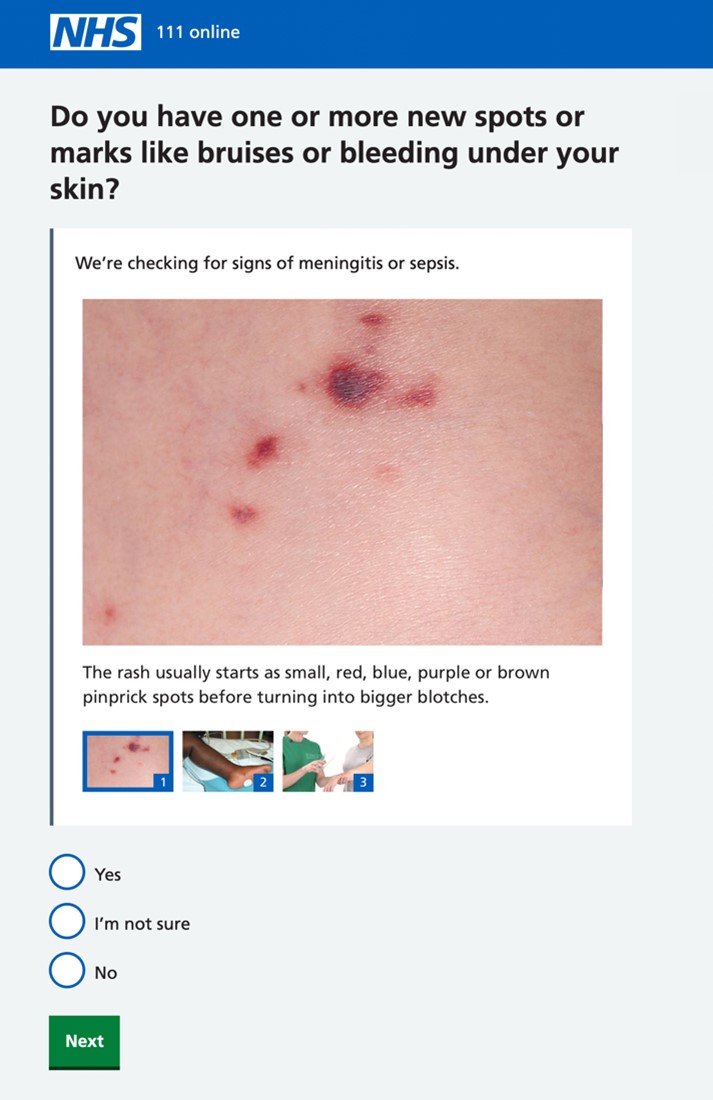 NHS 111 online
Do you have one or more new spots or
marks like bruises or bleeding under your
skin?
We're checking for signs of meningitis or sepsis.
The rash usually starts as small, red, blue, purple or brown
pinprick spots before turning into bigger blotches.
1 2 3
Yes
I'm not sure
No
Next